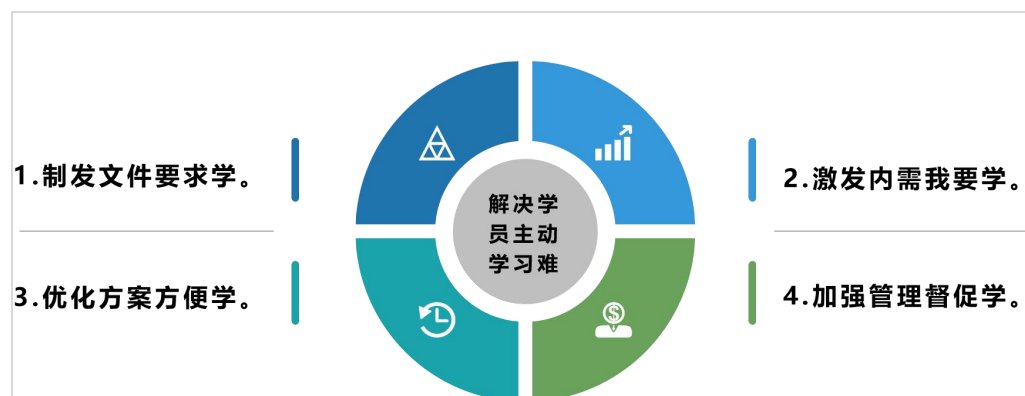 1.制发文件要求学。
2.激发内需我要学。
解决学
员主动
学习难
3.优化方案方便学。
4.加强管理督促学。